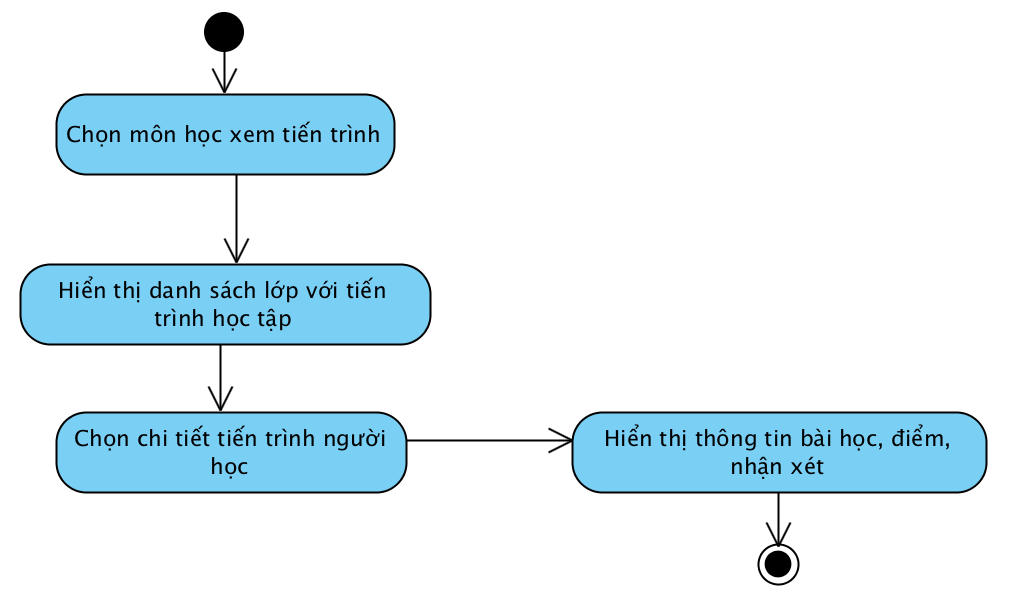 Chọn môn học xem tiến trình
Hiển thị danh sách lớp với tiến
trình học tập
Chọn chi tiết tiến trình người
học
Hiển thị thông tin bài học, điểm,
nhận xét